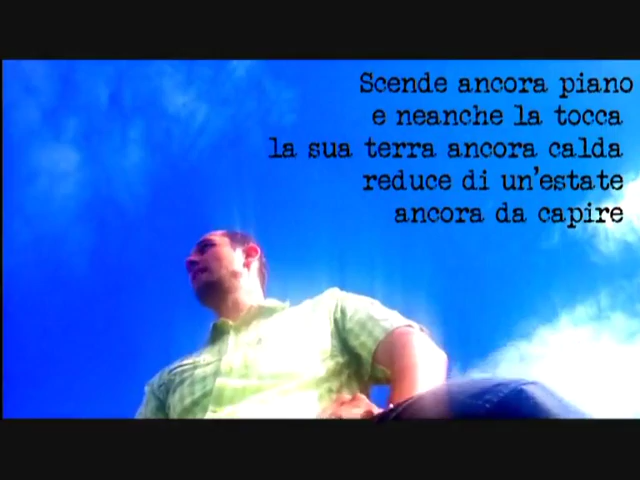 Scende ancora piano
e neanche la tocca
la sua terra ancora calda
reduce di un'estate
ancora da capire